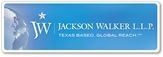 JW JACKSON WALKER L.L.P.
TEXAS BASED. GLOBAL REACH.℠